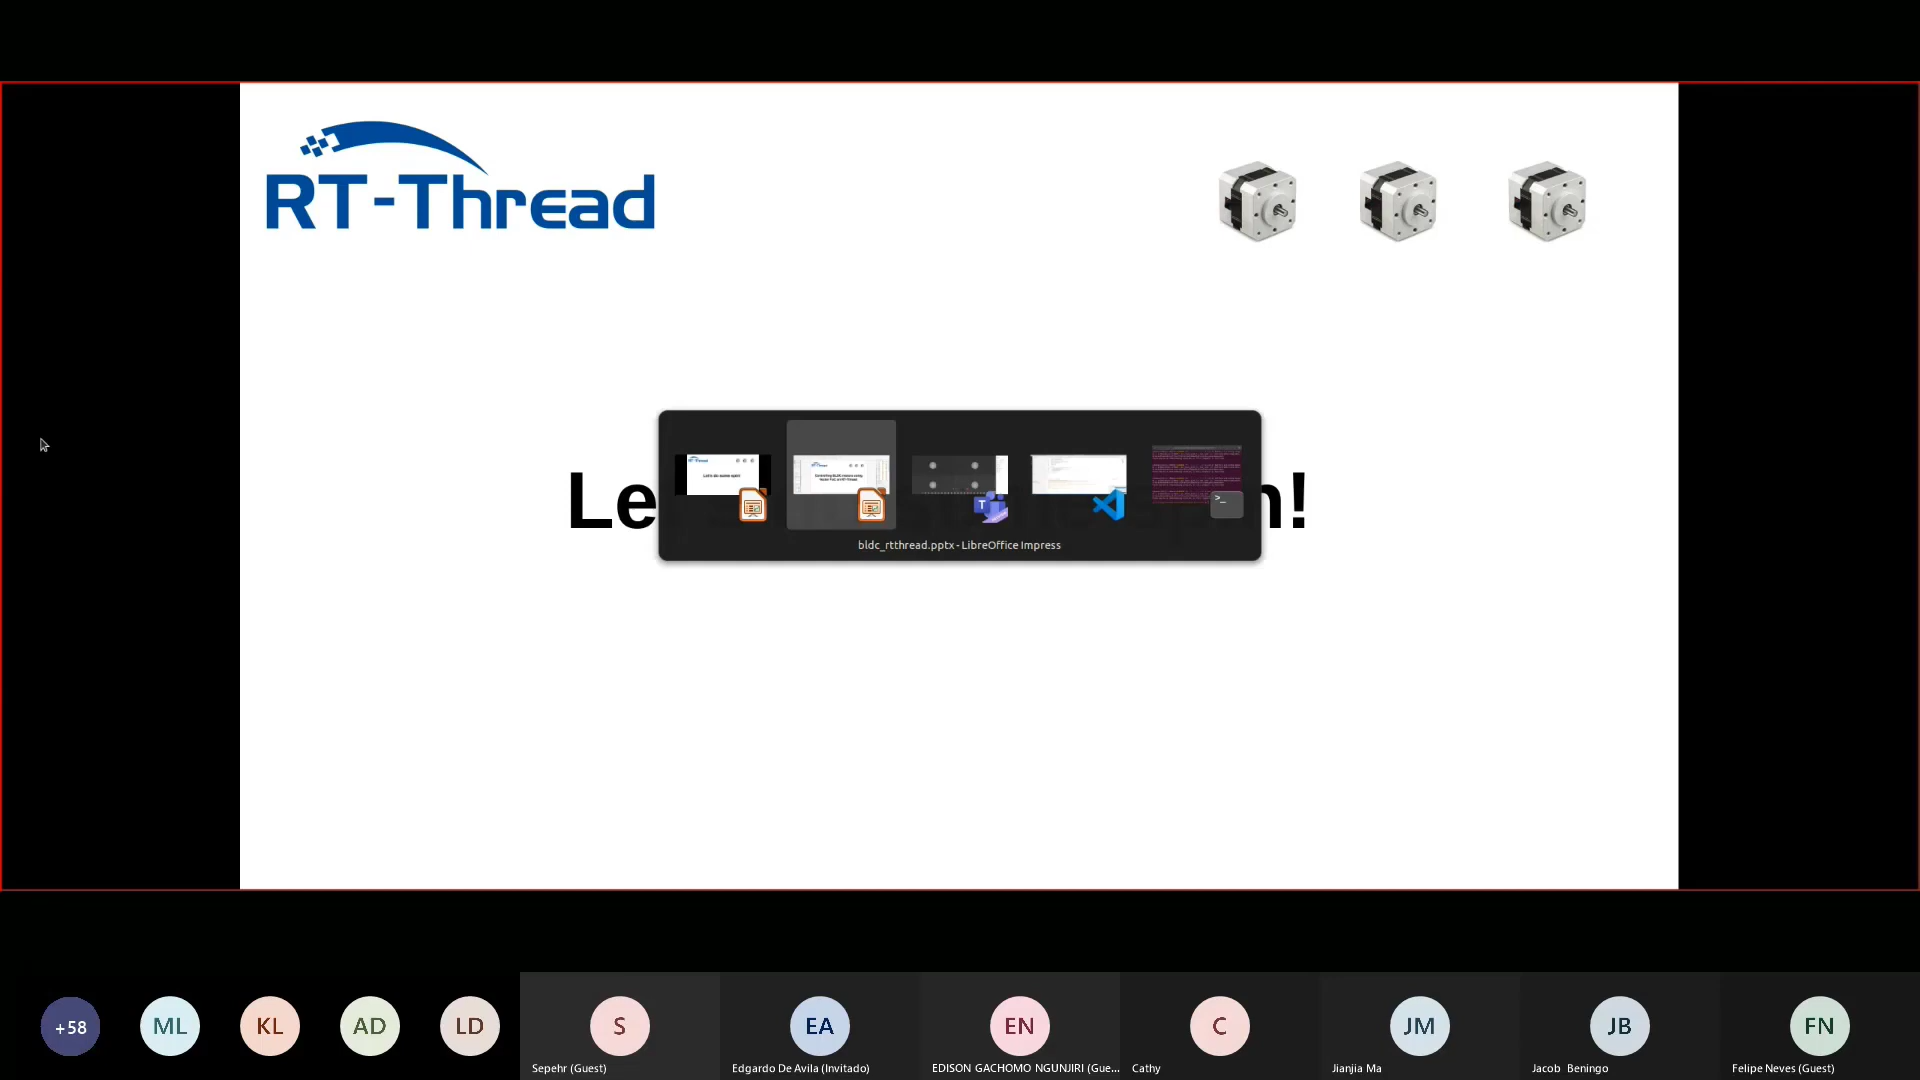 RT-Thread
Le
n!
bldc_rtthread.pptx - LibreOffice Impress
+58
ML
KL
AD
LD
S
EA
EN
C
JM
JB
FN
Sepehr (Guest)
Edgardo De Avila (Invitado)
EDISON GACHOMO NGUNJIRI (Gue...
Cathy
Jianjia Ma
Jacob Beningo
Felipe Neves (Guest)